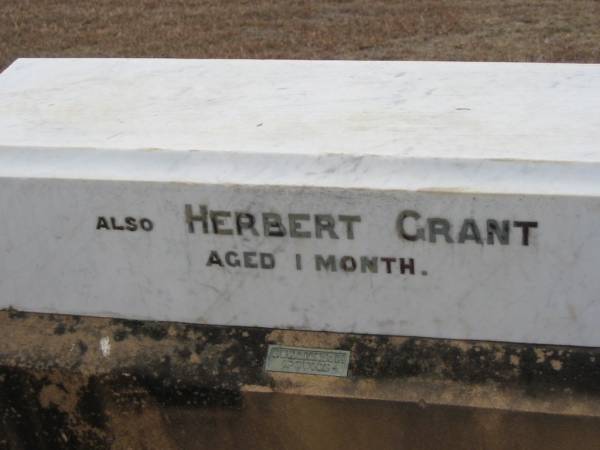 ALSO HERBERT GRANT
AGED 1 MONTH.